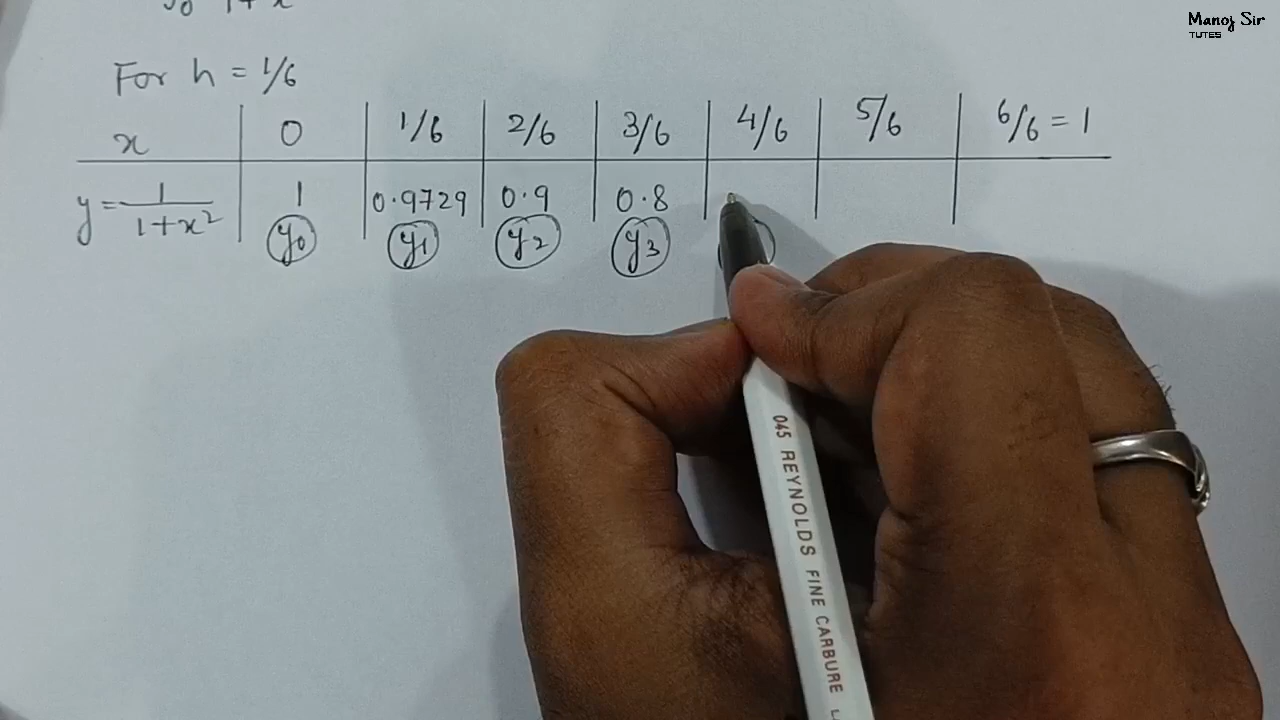 Manoj Sir
TUTES
For h = 1/6
x 0 1/6 2/6 3/6 4/6 5/6 6/6 = 1
y = 1/(1+x²) 1 0.9729 0.9 0.8
y₀ y₁ y₂ y₃
045 REYNOLDS FINE CARBURE